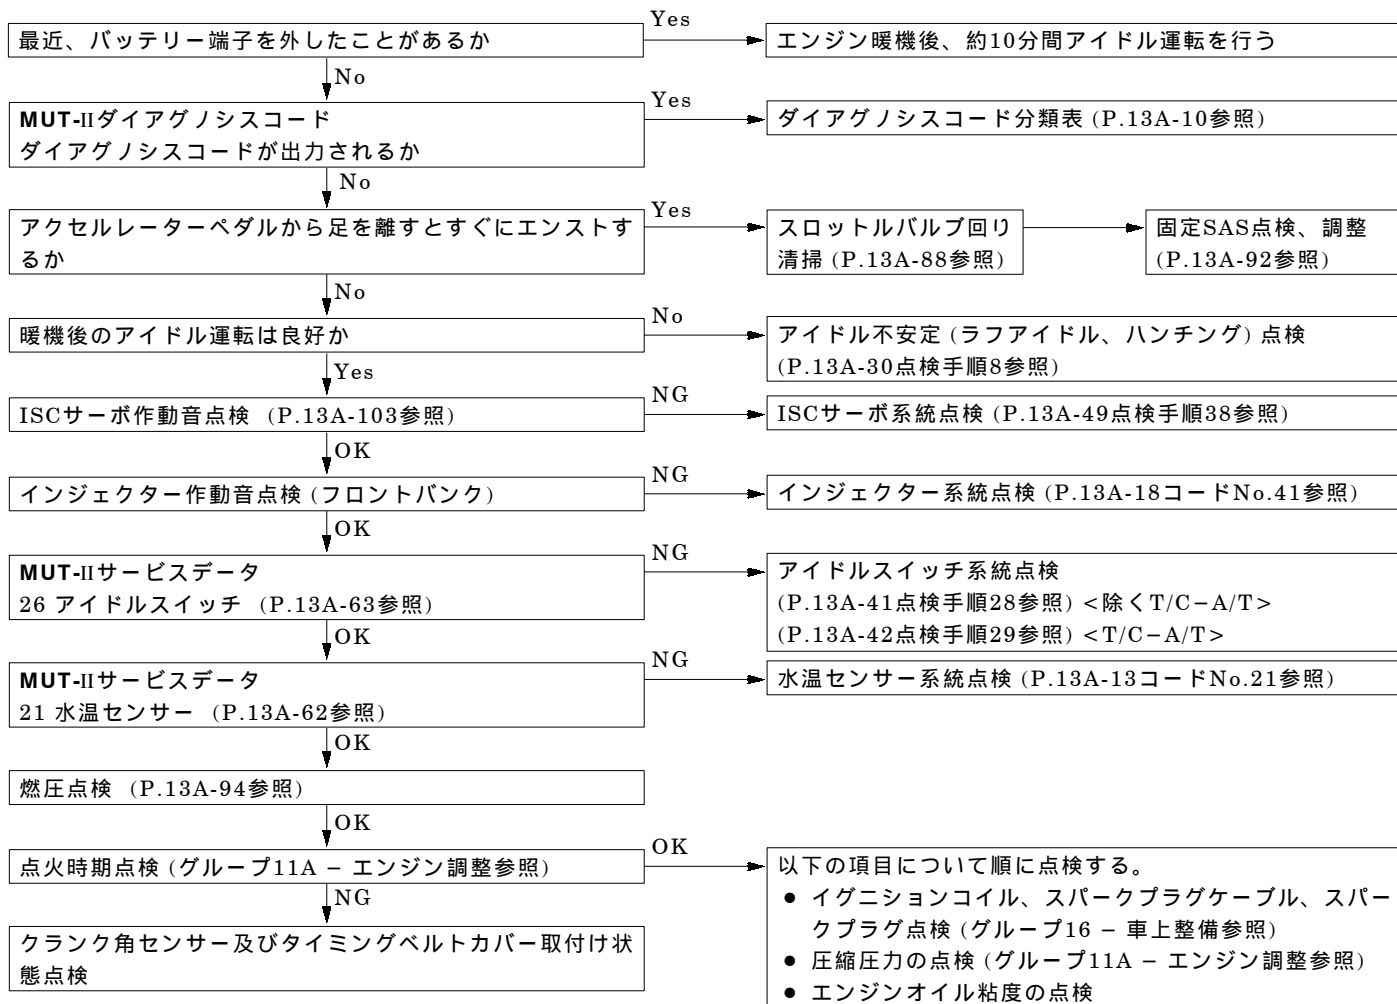 最近、バッテリー端子を外したことがあるか
Yes
エンジン暖機後、約10分間アイドル運転を行う
No
MUT-IIダイアグノシスコード
ダイアグノシスコードが出力されるか
Yes
ダイアグノシスコード分類表 (P.13A-10参照)
No
アクセルレーターペダルから足を離すとすぐにエンストす
るか
Yes
スロットルバルブ回り
清掃 (P.13A-88参照)
固定SAS点検、調整
(P.13A-92参照)
No
暖機後のアイドル運転は良好か
No
アイドル不安定 (ラフアイドル、ハンチング) 点検
(P.13A-30点検手順8参照)
Yes
ISCサーボ作動音点検 (P.13A-103参照)
NG
ISCサーボ系統点検 (P.13A-49点検手順38参照)
OK
インジェクター作動音点検 (フロントバンク)
NG
インジェクター系統点検 (P.13A-18コードNo.41参照)
OK
MUT-IIサービスデータ
26 アイドルスイッチ (P.13A-63参照)
NG
アイドルスイッチ系統点検
(P.13A-41点検手順28参照) <除くT/C−A/T>
(P.13A-42点検手順29参照) <T/C−A/T>
OK
MUT-IIサービスデータ
21 水温センサー (P.13A-62参照)
NG
水温センサー系統点検 (P.13A-13コードNo.21参照)
OK
燃圧点検 (P.13A-94参照)
OK
点火時期点検 (グループ11A − エンジン調整参照)
OK
以下の項目について順に点検する。
● イグニションコイル、スパークプラグケーブル、スパー
クプラグ点検 (グループ16 − 車上整備参照)
● 圧縮圧力の点検 (グループ11A − エンジン調整参照)
● エンジンオイル粘度の点検
NG
クランク角センサー及びタイミングベルトカバー取付け状
態点検